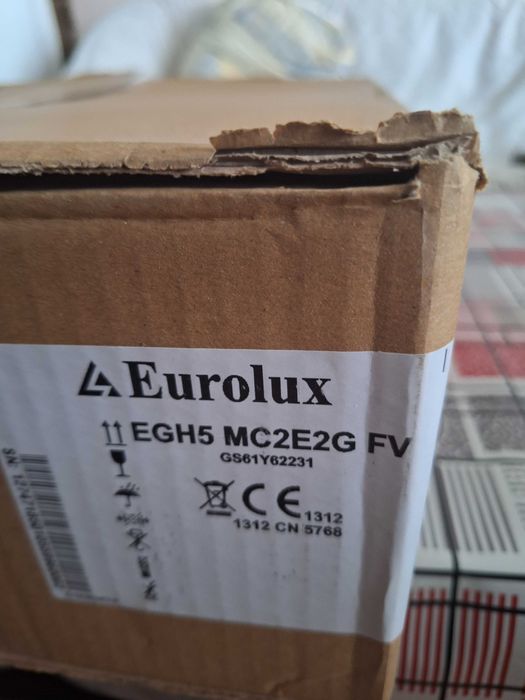 Eurolux
EGH5 MC2E2G FV
GS61Y62231
CE 1312
1312 CN 5768